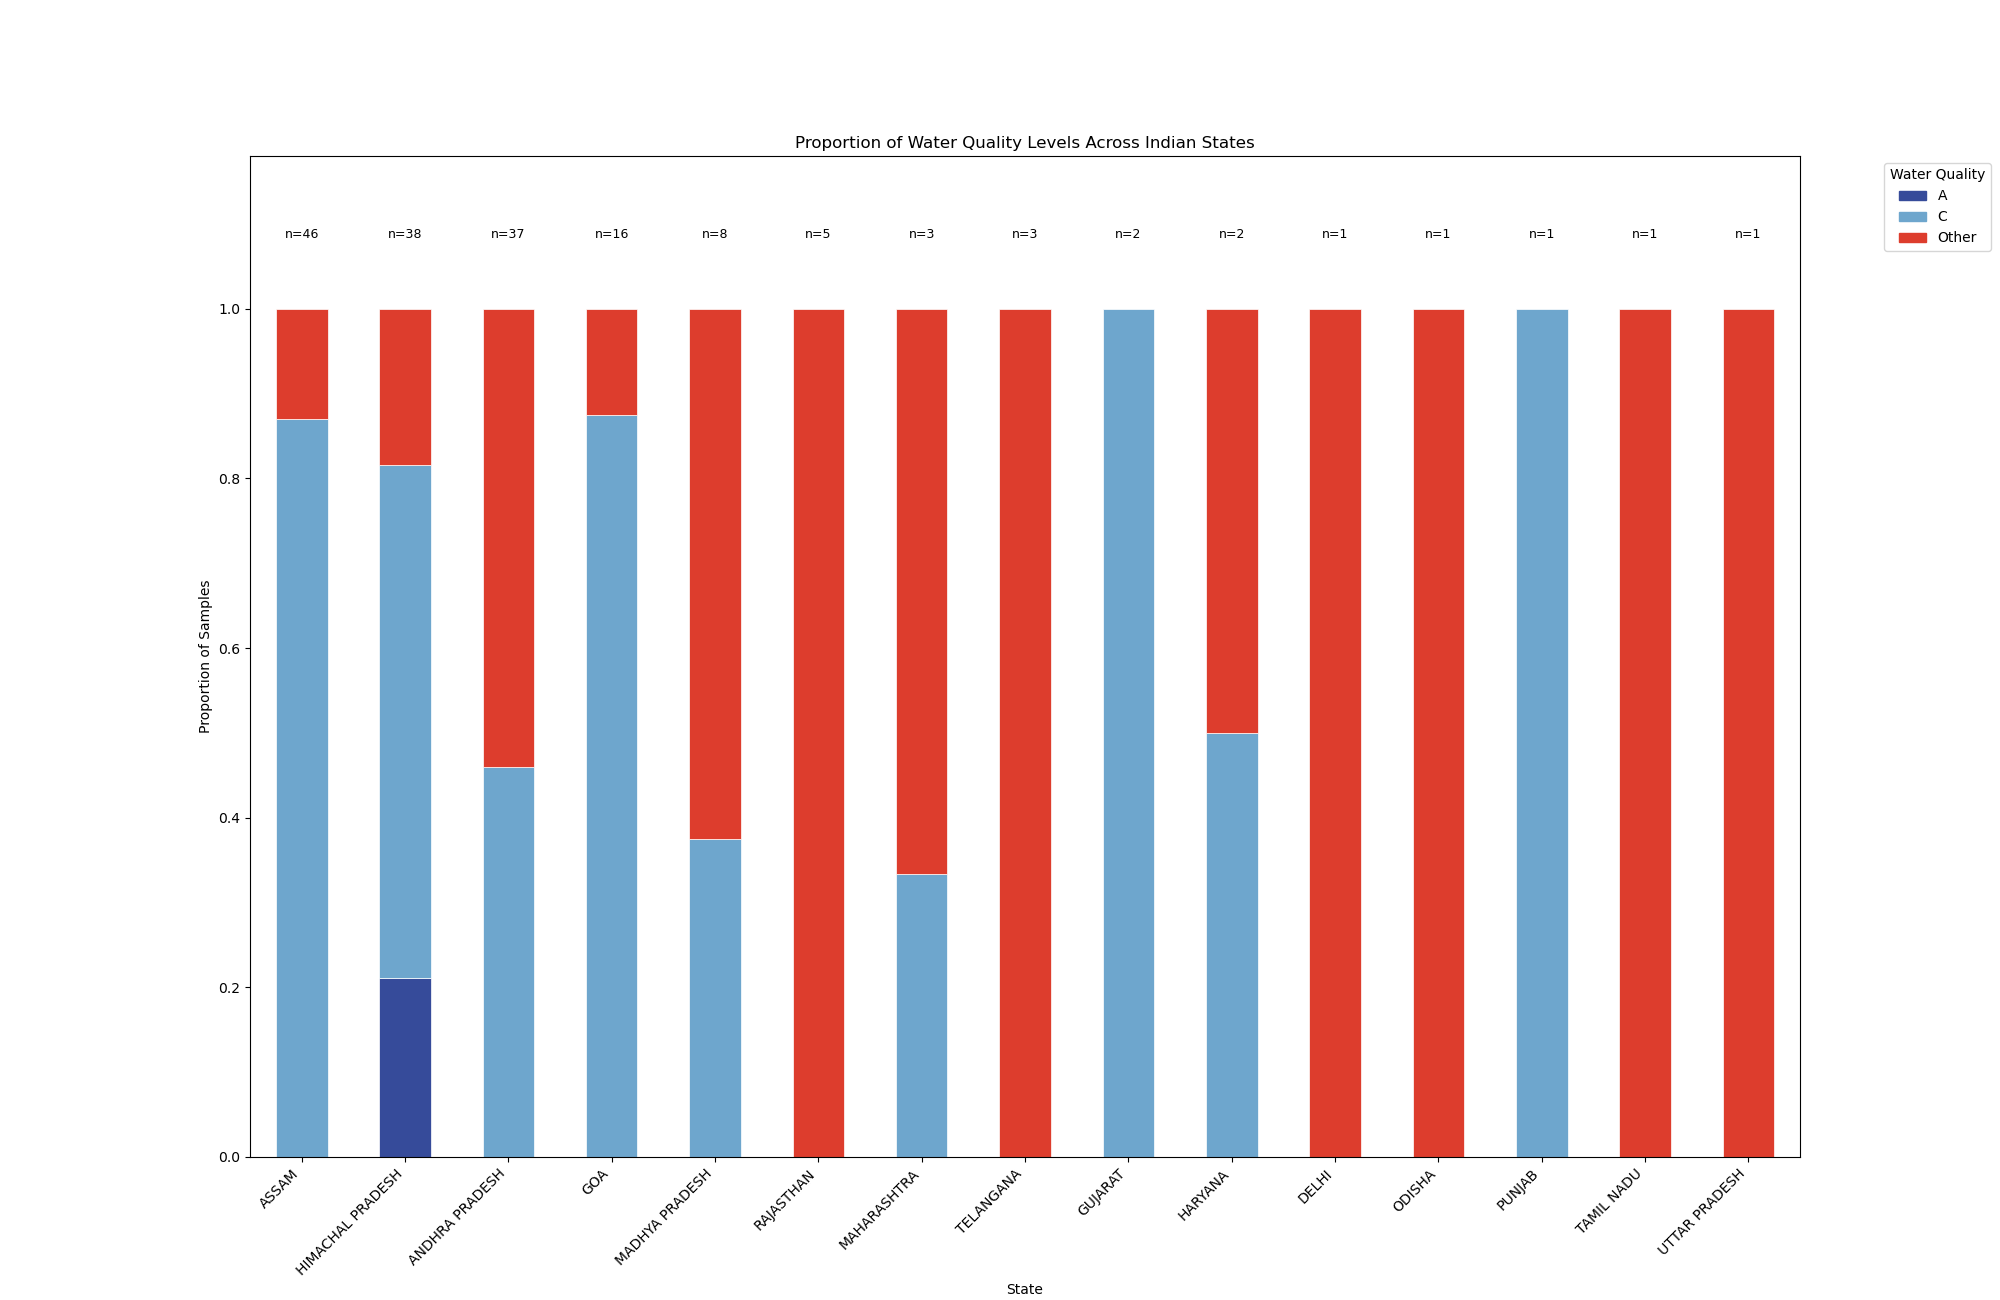 Proportion of Water Quality Levels Across Indian States
Water Quality
A
C
Other
n=46 n=38 n=37 n=16 n=8 n=5 n=3 n=3 n=2 n=2 n=1 n=1 n=1 n=1 n=1
1.0
0.8
0.6
0.4
0.2
0.0
Proportion of Samples
ASSAM
HIMACHAL PRADESH
ANDHRA PRADESH
GOA
MADHYA PRADESH
RAJASTHAN
MAHARASHTRA
TELANGANA
GUJARAT
HARYANA
DELHI
ODISHA
PUNJAB
TAMIL NADU
UTTAR PRADESH
State